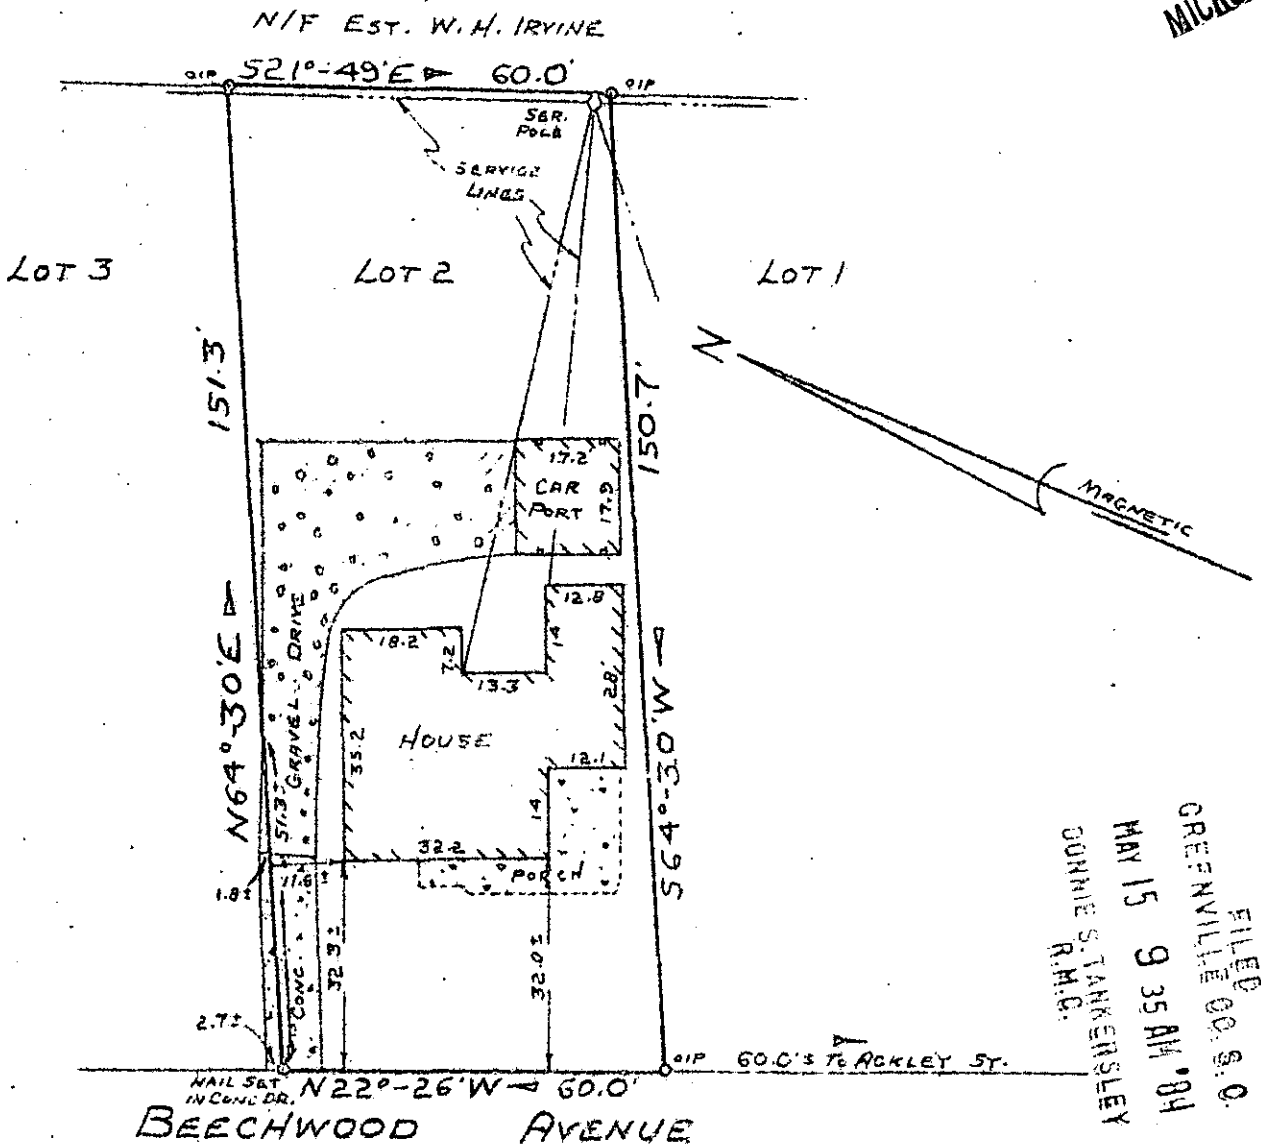 N/F EST. W.H. IRVINE
OIP S21°-49'E 60.0' OIP
SER.
POLE
SERVICE
LINES
LOT 3 LOT 2 LOT 1
N
151.3'
150.7'
MAGNETIC
17.2
CAR
PORT
17.9
12.8
14
28'
18.2
7.2
13.3
GRAVEL DRIVE
N64°-30'E
S64°-30'W
35.2
HOUSE
12.1
14
51.3±
32.2
PORCH
11.6
1.8±
CONC.
32.3±
32.0±
2.7±
NAIL SET
IN CONC. DR.
N22°-26'W 60.0'
OIP 60.0'S TO ACKLEY ST.
BEECHWOOD AVENUE
FILED
GREENVILLE CO. S.C.
MAY 15 9 35 AM '84
DONNIE S. TANKERSLEY
R.M.C.